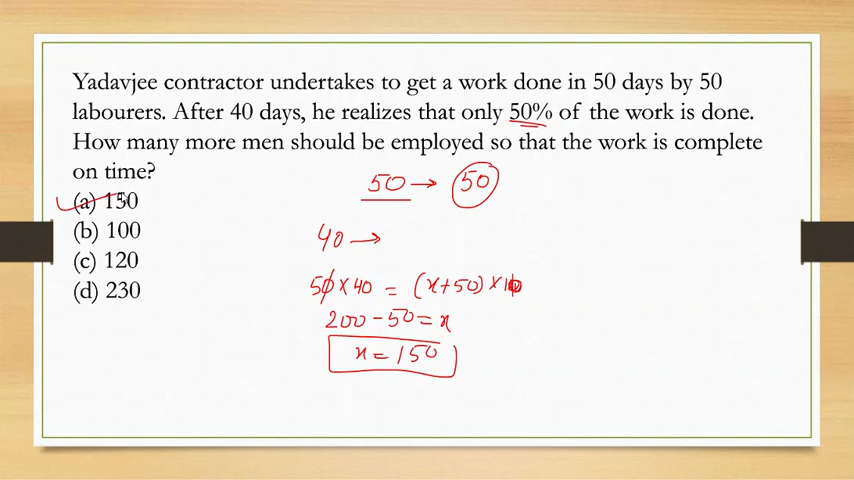 Yadavjee contractor undertakes to get a work done in 50 days by 50
labourers. After 40 days, he realizes that only 50% of the work is done.
How many more men should be employed so that the work is complete
on time?
50 → 50
(a) 150
(b) 100
40 →
(c) 120
(d) 230
50 × 40 = (x+50) × 10
200 - 50 = x
x = 150